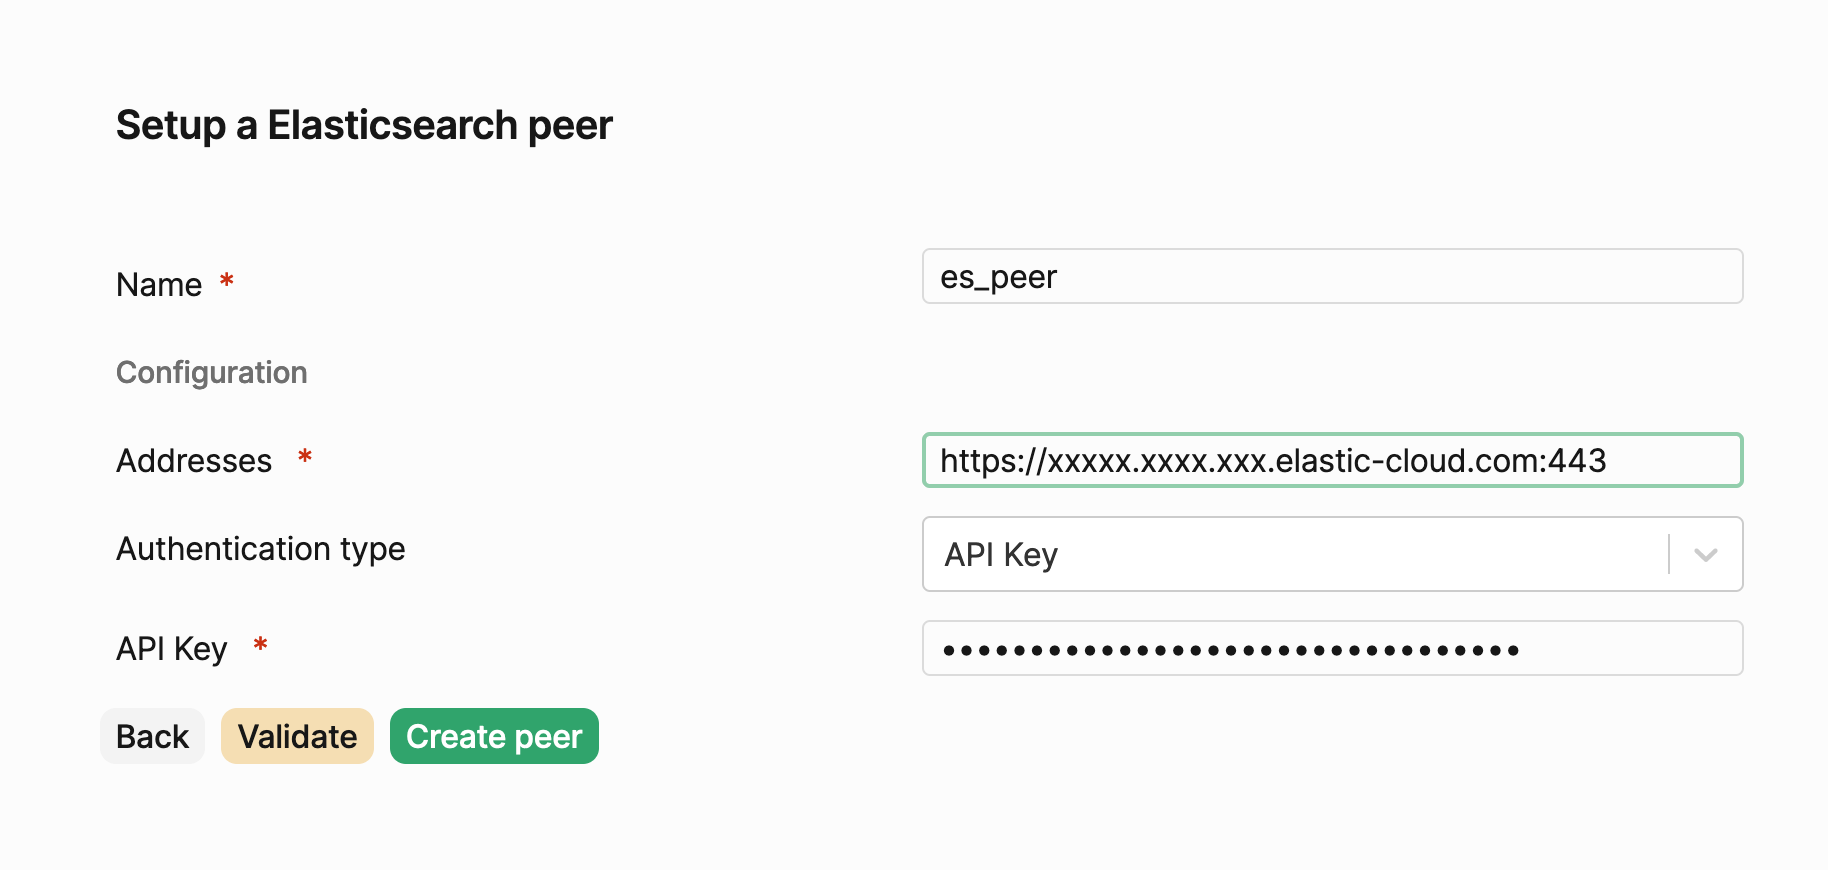 Setup a Elasticsearch peer
Name *
es_peer
Configuration
Addresses *
https://xxxxx.xxxx.xxx.elastic-cloud.com:443
Authentication type
API Key
API Key *
•••••••••••••••••••••••••••••••••
Back
Validate
Create peer